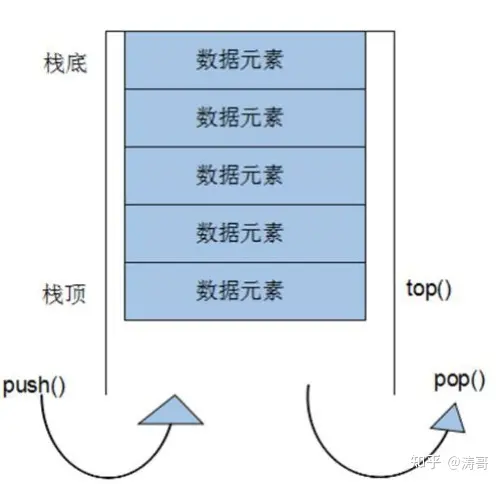 栈底
数据元素
数据元素
数据元素
数据元素
栈顶
数据元素
top()
push()
pop()
知乎 @涛哥